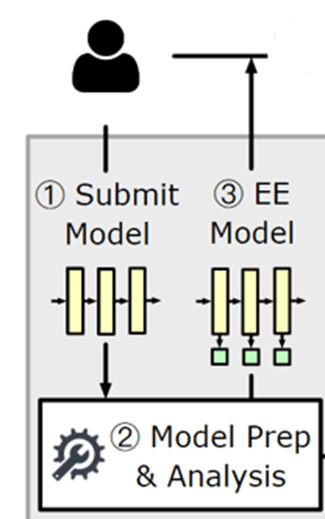 ① Submit
Model
③ EE
Model
② Model Prep
& Analysis